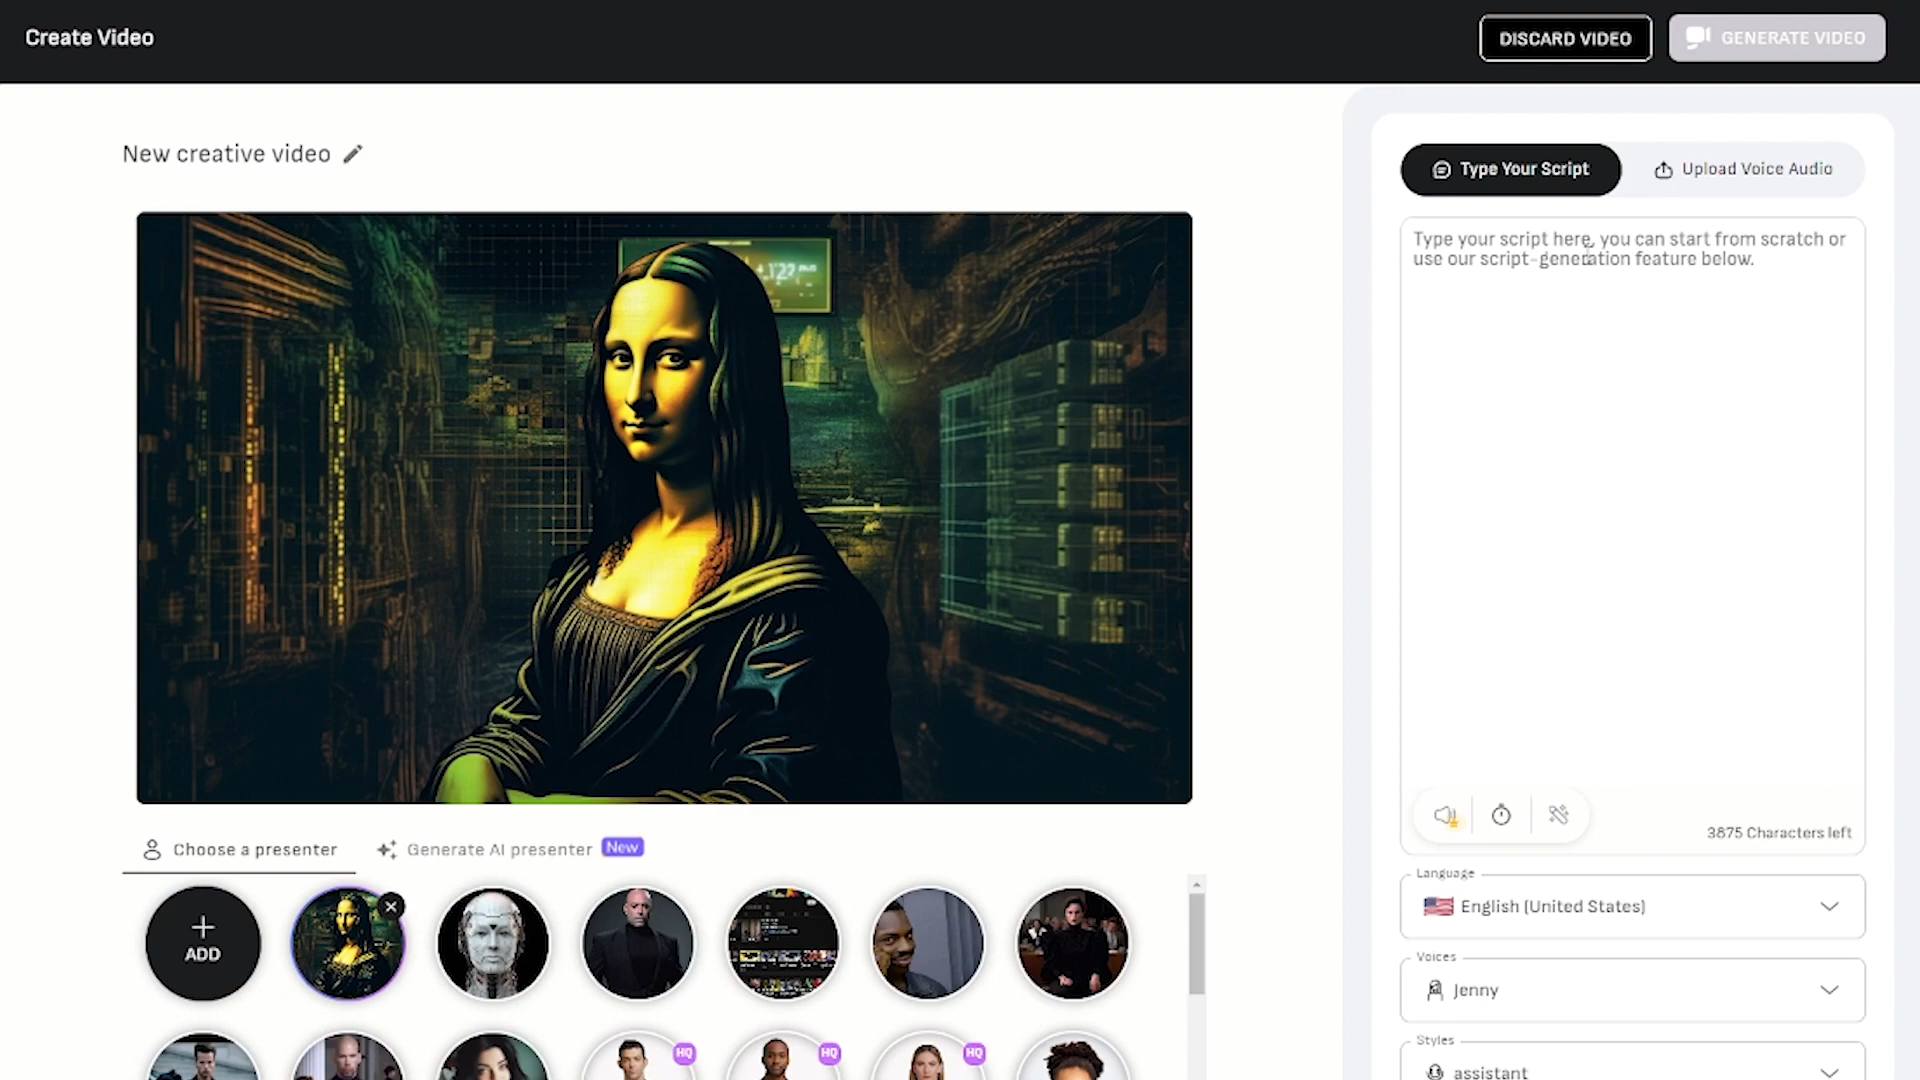 Create Video
DISCARD VIDEO
GENERATE VIDEO
New creative video
Type Your Script
Upload Voice Audio
Type your script here, you can start from scratch or
use our script-generation feature below.
3875 Characters left
Choose a presenter
Generate AI presenter
New
ADD
HQ
HQ
HQ
Language
English (United States)
Voices
Jenny
Styles
assistant